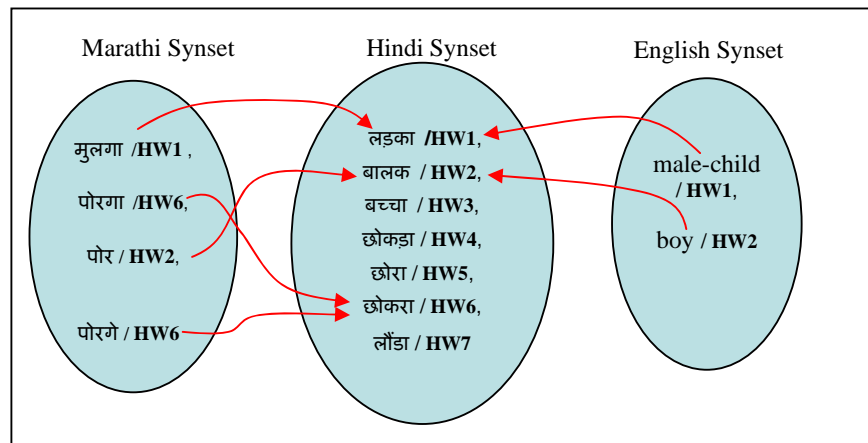 Marathi Synset
Hindi Synset
English Synset
मुलगा /HW1 ,
पोरगा /HW6,
पोर / HW2,
पोरगे / HW6
लड़का /HW1,
बालक / HW2,
बच्चा / HW3,
छोकड़ा / HW4,
छोरा / HW5,
छोकरा / HW6,
लौंडा / HW7
male-child
/ HW1,
boy / HW2